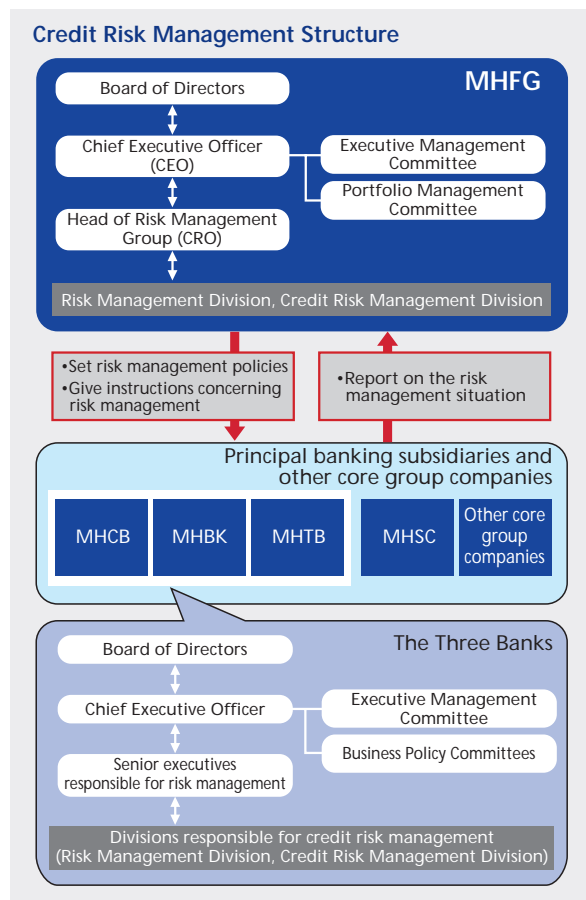 Credit Risk Management Structure
MHFG
Board of Directors
Chief Executive Officer
(CEO)
Executive Management
Committee
Portfolio Management
Committee
Head of Risk Management
Group (CRO)
Risk Management Division, Credit Risk Management Division
•Set risk management policies
•Give instructions concerning
risk management
•Report on the risk
management situation
Principal banking subsidiaries and
other core group companies
MHCB
MHBK
MHTB
MHSC
Other core
group
companies
The Three Banks
Board of Directors
Chief Executive Officer
Executive Management
Committee
Business Policy Committees
Senior executives
responsible for risk management
Divisions responsible for credit risk management
(Risk Management Division, Credit Risk Management Division)